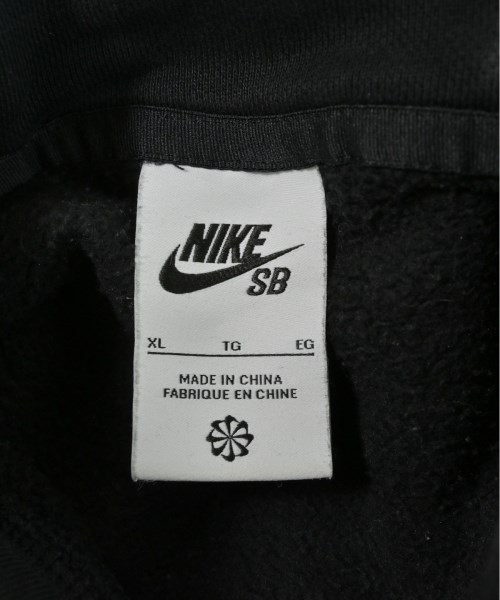 NIKE
SB
XL TG EG
MADE IN CHINA
FABRIQUE EN CHINE